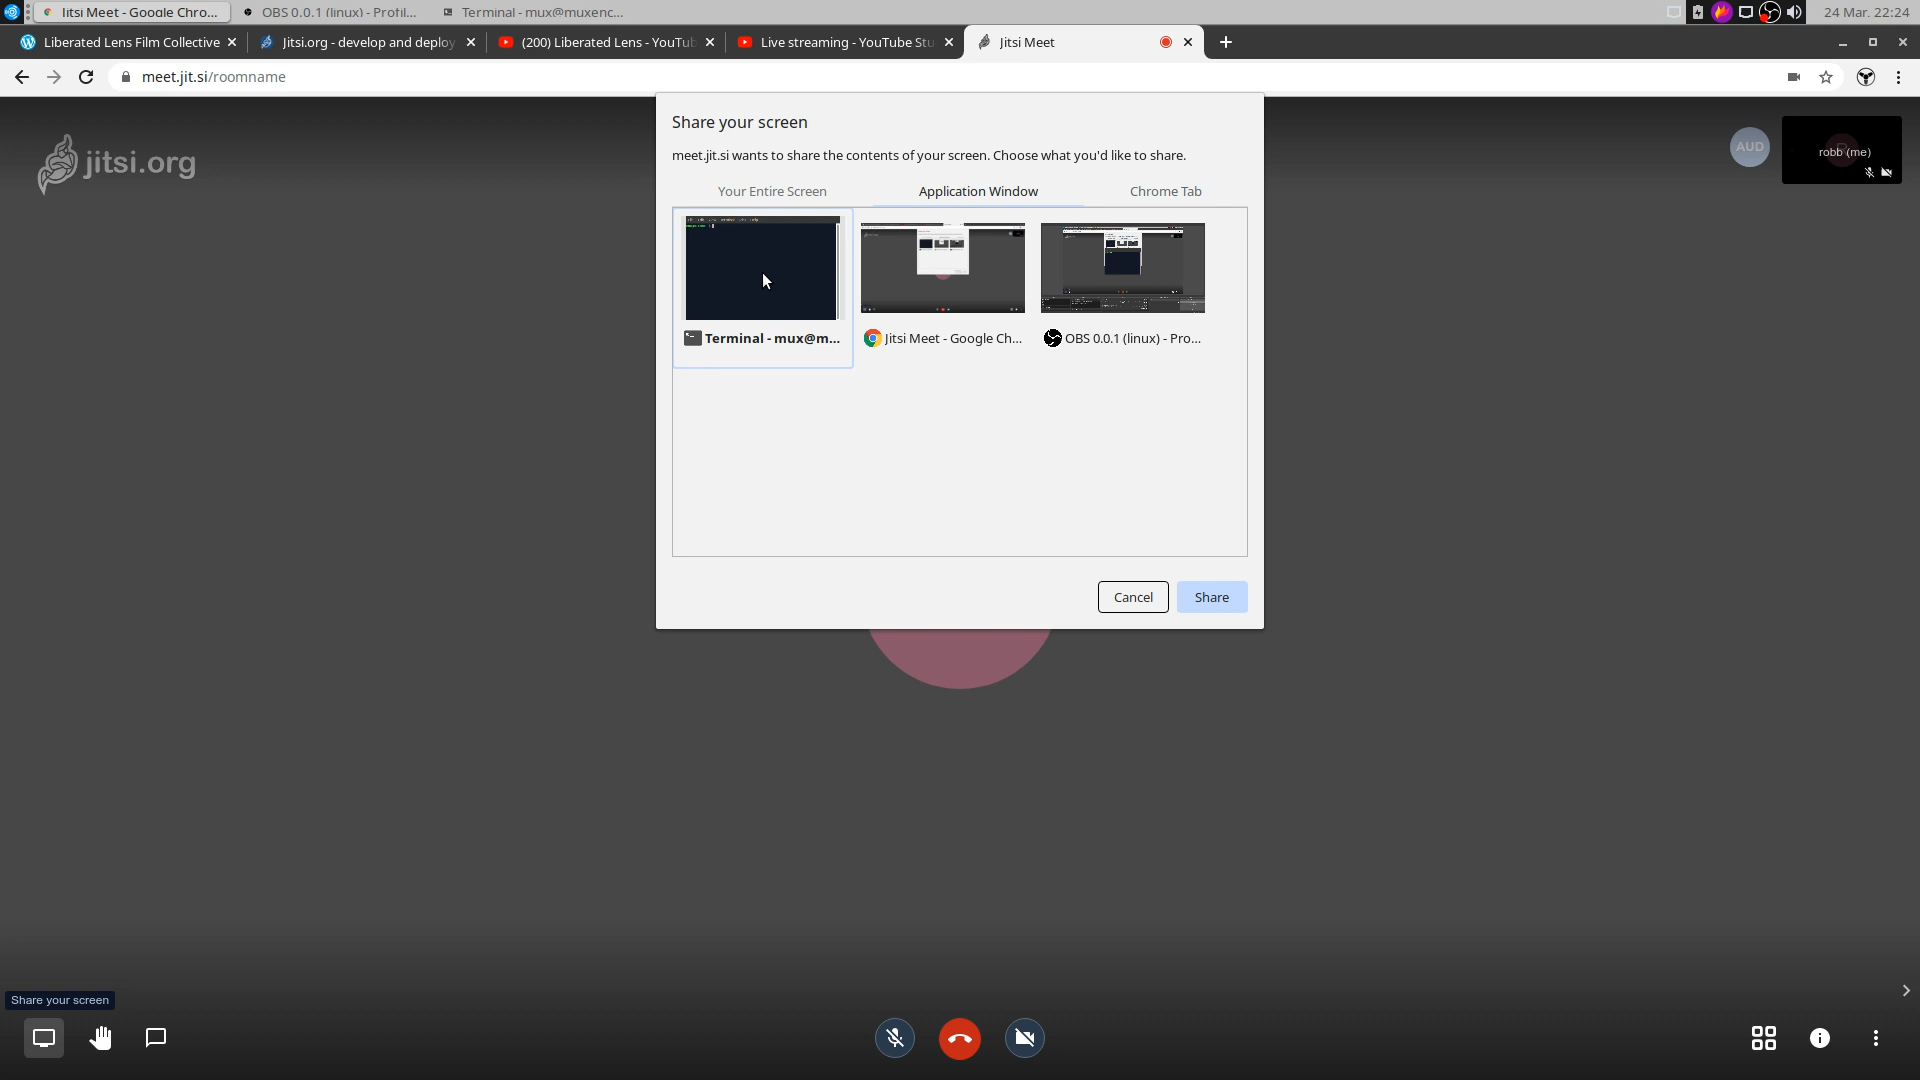 Jitsi Meet - Google Chro...
OBS 0.0.1 (linux) - Profil...
Terminal - mux@muxenc...
24 Mar. 22:24
Liberated Lens Film Collective
Jitsi.org - develop and deploy
(200) Liberated Lens - YouTub
Live streaming - YouTube Stu
Jitsi Meet
meet.jit.si/roomname
Share your screen
meet.jit.si wants to share the contents of your screen. Choose what you'd like to share.
Your Entire Screen
Application Window
Chrome Tab
Terminal - mux@m...
Jitsi Meet - Google Ch...
OBS 0.0.1 (linux) - Pro...
Cancel
Share
jitsi.org
AUD
robb (me)
Share your screen